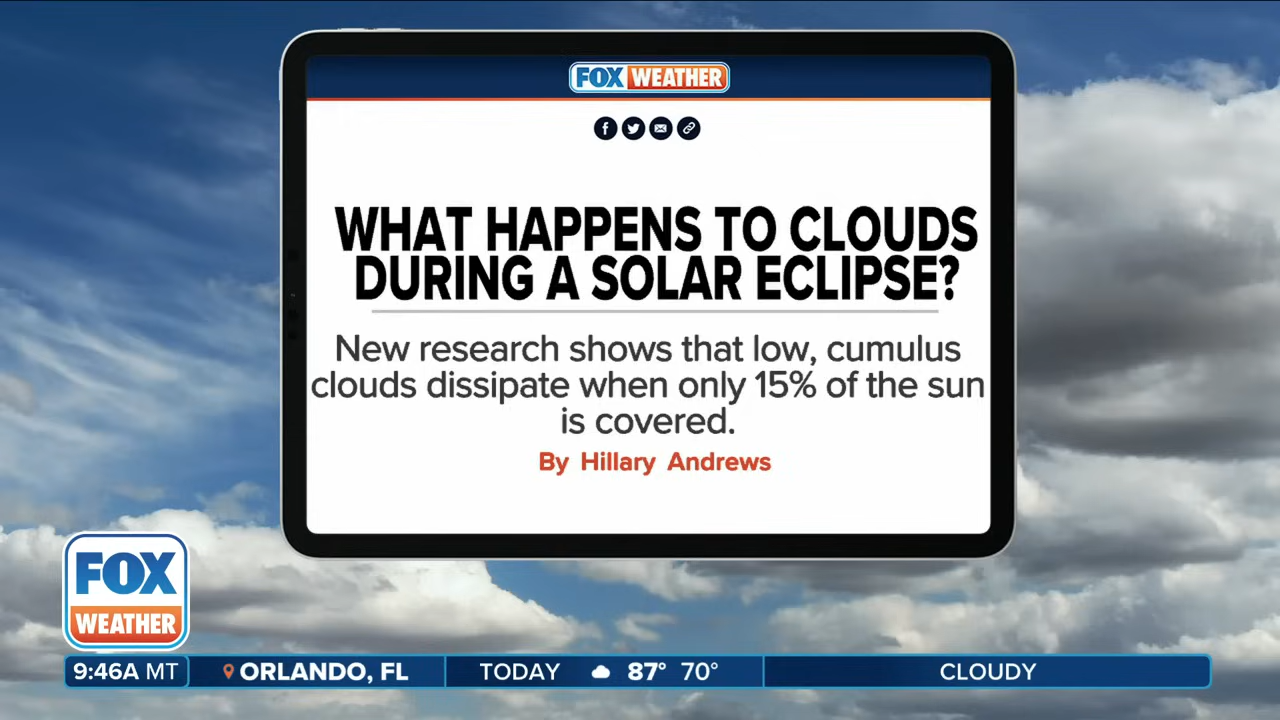 FOX WEATHER
WHAT HAPPENS TO CLOUDS
DURING A SOLAR ECLIPSE?
New research shows that low, cumulus
clouds dissipate when only 15% of the sun
is covered.
By Hillary Andrews
FOX
WEATHER
9:46A MT ORLANDO, FL TODAY 87° 70° CLOUDY